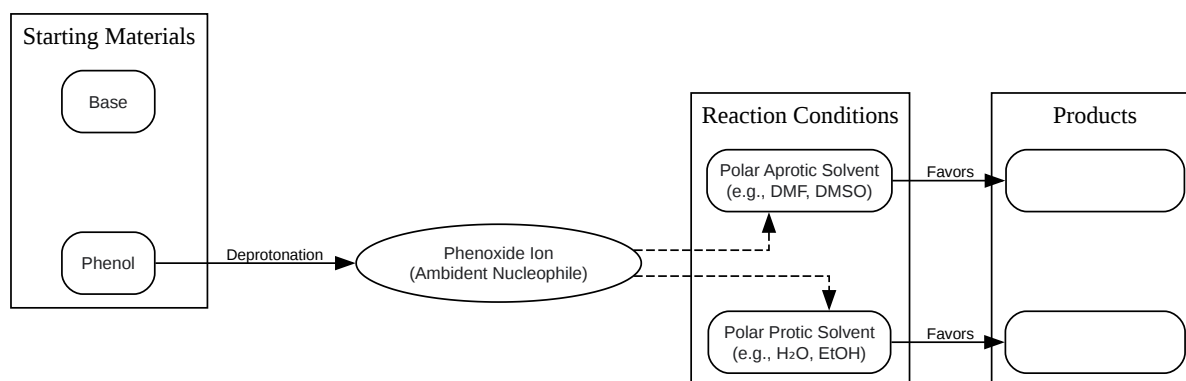 Starting Materials
Base
Phenol
Deprotonation
Phenoxide Ion
(Ambident Nucleophile)
Reaction Conditions
Polar Aprotic Solvent
(e.g., DMF, DMSO)
Polar Protic Solvent
(e.g., H₂O, EtOH)
Favors
Favors
Products